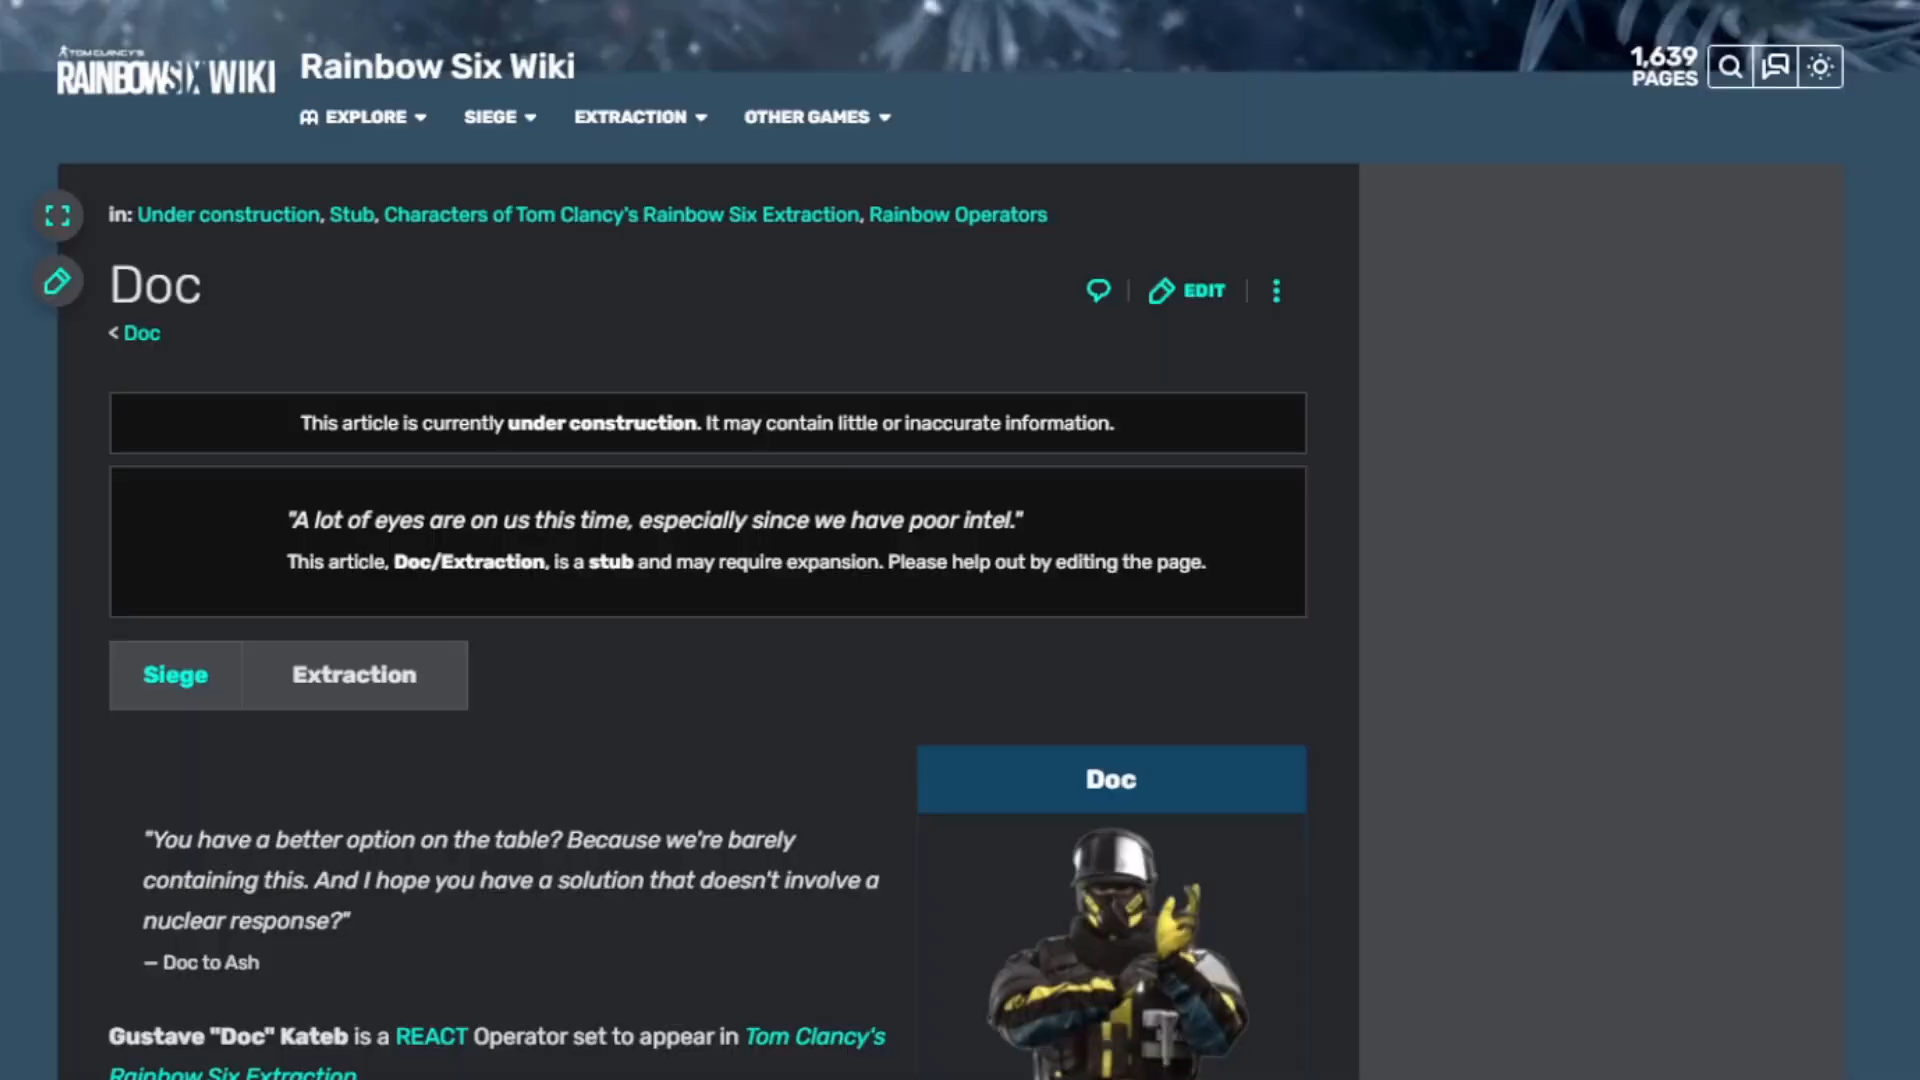 TOM CLANCY'S
RAINBOWSIX WIKI
Rainbow Six Wiki
1,639
PAGES
EXPLORE
SIEGE
EXTRACTION
OTHER GAMES
in: Under construction, Stub, Characters of Tom Clancy's Rainbow Six Extraction, Rainbow Operators
Doc
EDIT
< Doc
This article is currently under construction. It may contain little or inaccurate information.
"A lot of eyes are on us this time, especially since we have poor intel."
This article, Doc/Extraction, is a stub and may require expansion. Please help out by editing the page.
Siege
Extraction
Doc
"You have a better option on the table? Because we're barely
containing this. And I hope you have a solution that doesn't involve a
nuclear response?"
– Doc to Ash
Gustave "Doc" Kateb is a REACT Operator set to appear in Tom Clancy's
Rainbow Six Extraction.